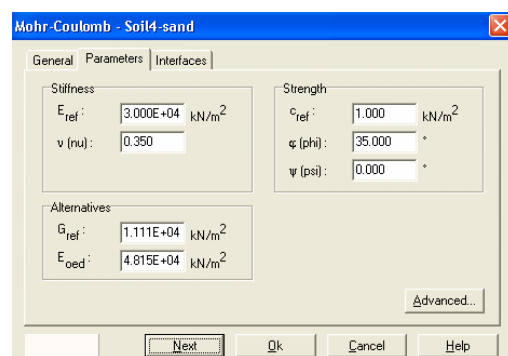 Mohr-Coulomb - Soil4-sand
General Parameters Interfaces
Stiffness
E_ref : 3.000E+04 kN/m²
ν (nu) : 0.350
Strength
c_ref : 1.000 kN/m²
φ (phi) : 35.000 °
ψ (psi) : 0.000 °
Alternatives
G_ref : 1.111E+04 kN/m²
E_oed : 4.815E+04 kN/m²
Advanced...
Next Ok Cancel Help